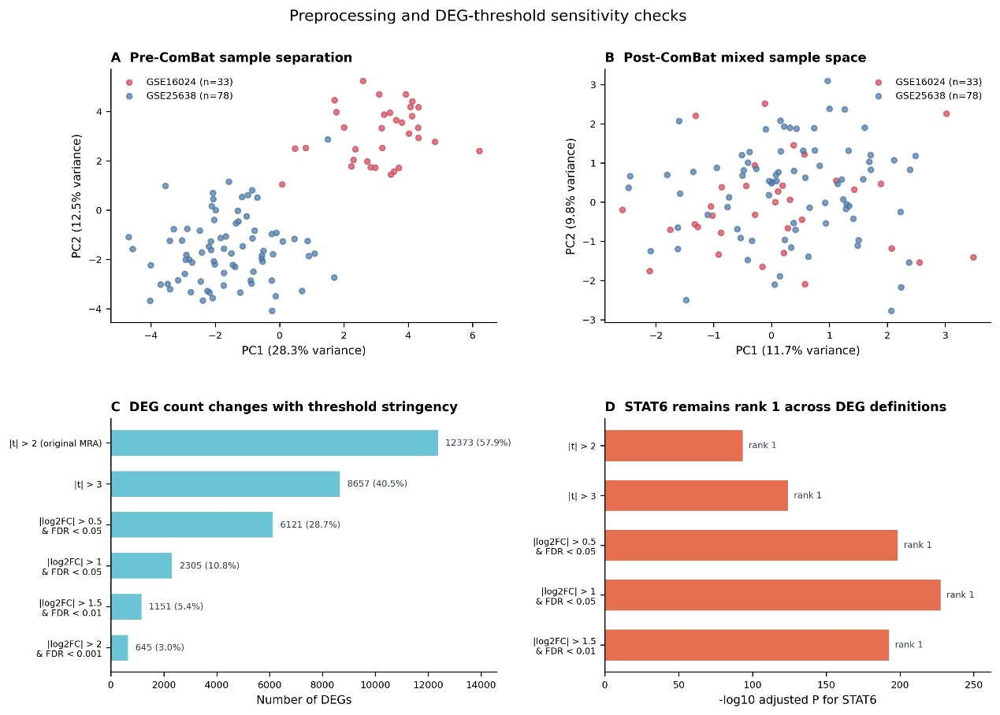 Preprocessing and DEG-threshold sensitivity checks
A Pre-ComBat sample separation
GSE16024 (n=33)
GSE25638 (n=78)
4
2
0
−2
−4
PC2 (12.5% variance)
−4 −2 0 2 4 6
PC1 (28.3% variance)
B Post-ComBat mixed sample space
GSE16024 (n=33)
GSE25638 (n=78)
3
2
1
0
−1
−2
−3
PC2 (9.8% variance)
−2 −1 0 1 2 3
PC1 (11.7% variance)
C DEG count changes with threshold stringency
|t| > 2 (original MRA) 12373 (57.9%)
|t| > 3 8657 (40.5%)
|log2FC| > 0.5
& FDR < 0.05
6121 (28.7%)
|log2FC| > 1
& FDR < 0.05
2305 (10.8%)
|log2FC| > 1.5
& FDR < 0.01
1151 (5.4%)
|log2FC| > 2
& FDR < 0.001
645 (3.0%)
0 2000 4000 6000 8000 10000 12000 14000
Number of DEGs
D STAT6 remains rank 1 across DEG definitions
|t| > 2 rank 1
|t| > 3 rank 1
|log2FC| > 0.5
& FDR < 0.05
rank 1
|log2FC| > 1
& FDR < 0.05
rank 1
|log2FC| > 1.5
& FDR < 0.01
rank 1
0 50 100 150 200 250
-log10 adjusted P for STAT6